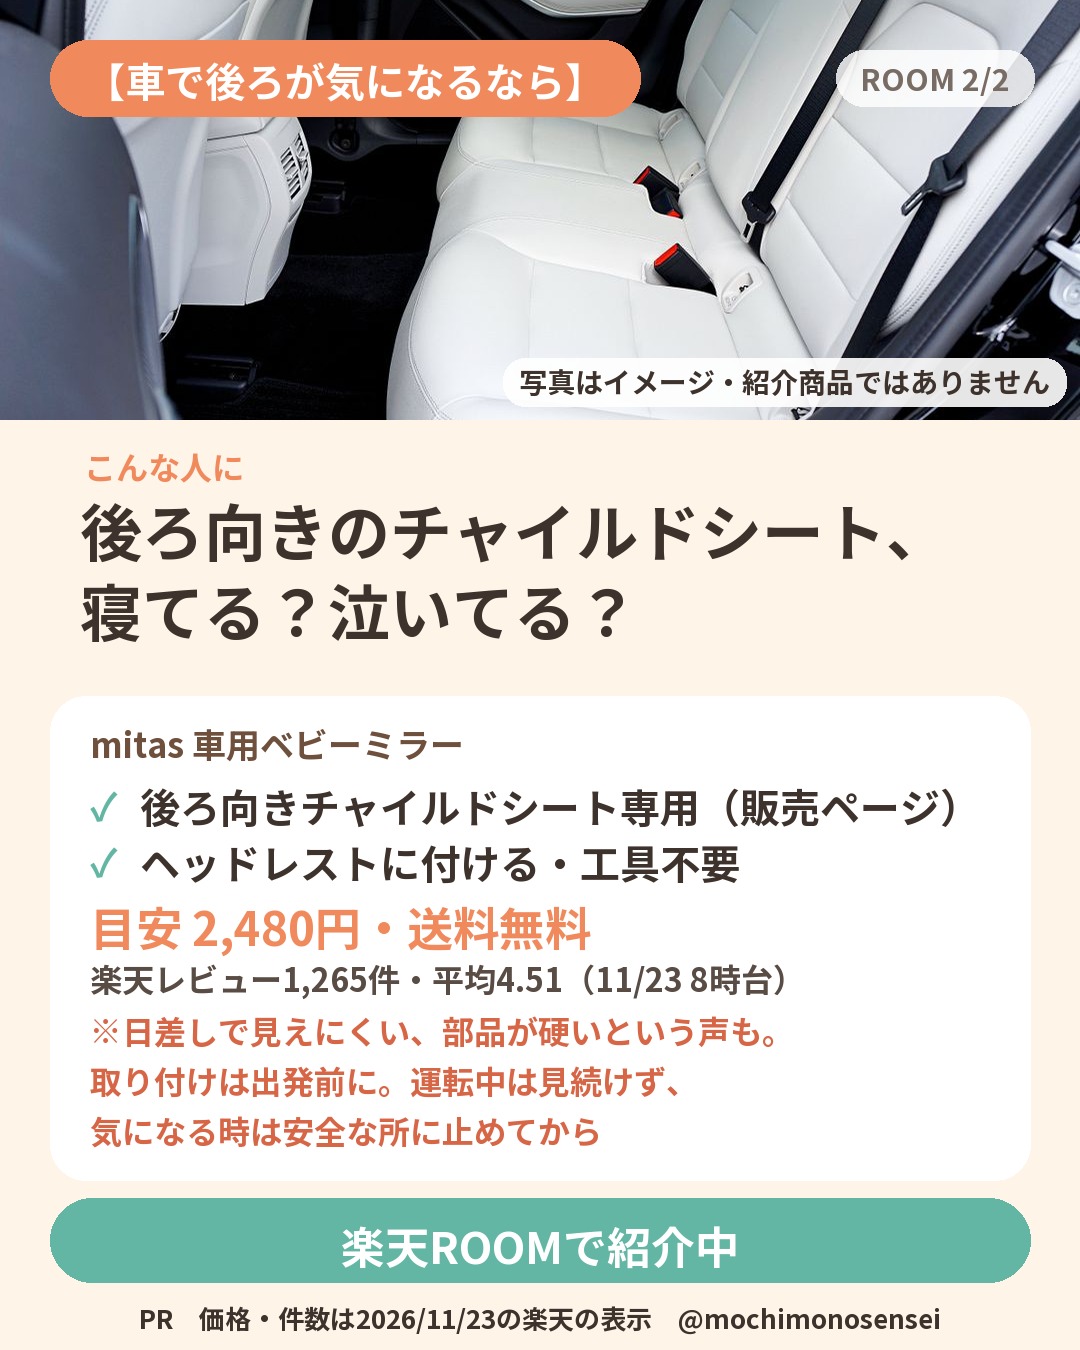 【車で後ろが気になるなら】
ROOM 2/2
写真はイメージ・紹介商品ではありません
こんな人に
後ろ向きのチャイルドシート、
寝てる？泣いてる？
mitas 車用ベビーミラー
✓ 後ろ向きチャイルドシート専用（販売ページ）
✓ ヘッドレストに付ける・工具不要
目安 2,480円・送料無料
楽天レビュー1,265件・平均4.51（11/23 8時台）
※日差しで見えにくい、部品が硬いという声も。
取り付けは出発前に。運転中は見続けず、
気になる時は安全な所に止めてから
楽天ROOMで紹介中
PR　価格・件数は2026/11/23の楽天の表示　@mochimonosensei